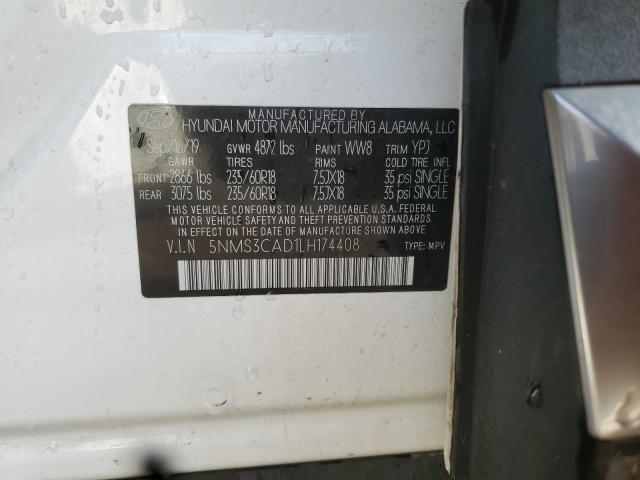 MANUFACTURED BY
HYUNDAI MOTOR MANUFACTURING ALABAMA, LLC
Sep/16/19 GVWR 4872 lbs PAINT WW8 TRIM YPJ
GAWR TIRES RIMS COLD TIRE INFL
FRONT 2866 lbs 235/60R18 7.5JX18 35 psi SINGLE
REAR 3075 lbs 235/60R18 7.5JX18 35 psi SINGLE
THIS VEHICLE CONFORMS TO ALL APPLICABLE U.S.A. FEDERAL
MOTOR VEHICLE SAFETY AND THEFT PREVENTION STANDARDS
IN EFFECT ON THE DATE OF MANUFACTURE SHOWN ABOVE.
V.I.N 5NMS3CAD1LH174408 TYPE: MPV